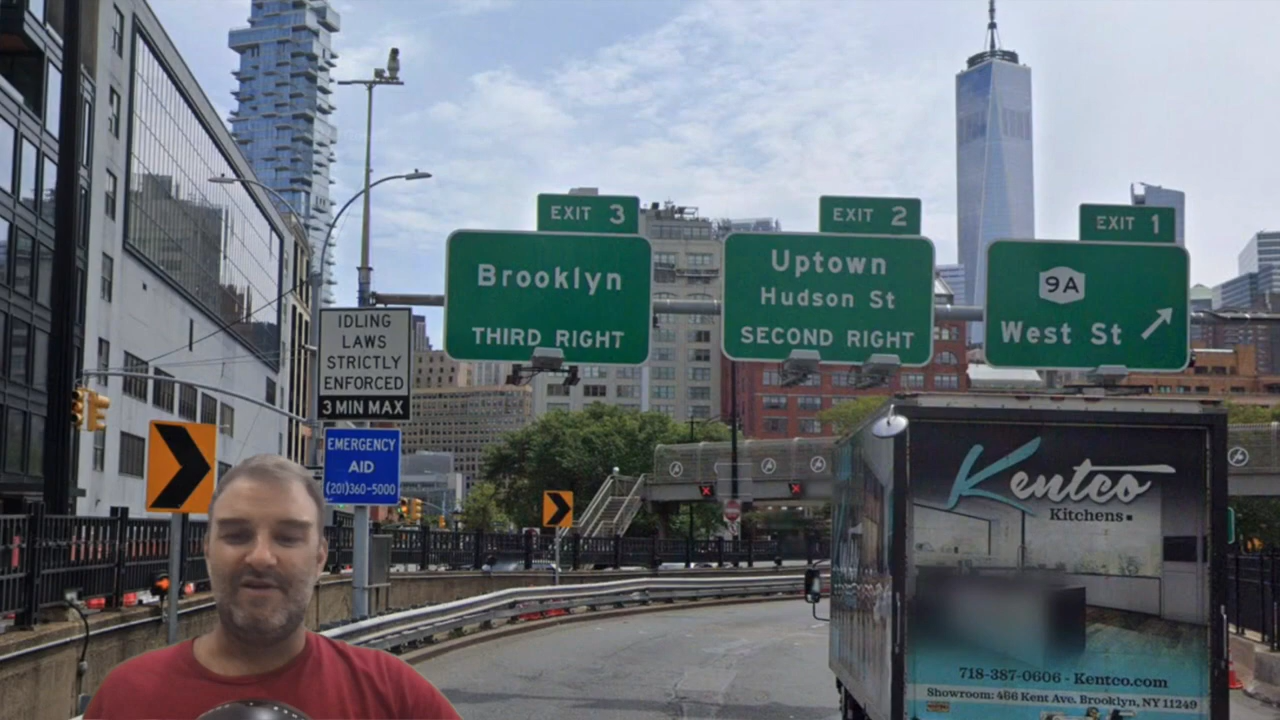 EXIT 3
Brooklyn
THIRD RIGHT
EXIT 2
Uptown
Hudson St
SECOND RIGHT
EXIT 1
9A
West St
IDLING
LAWS
STRICTLY
ENFORCED
3 MIN MAX
EMERGENCY
AID
(201)360-5000
Kentco
Kitchens
718-387-0606 - Kentco.com
Showroom: 466 Kent Ave. Brooklyn, NY 11249